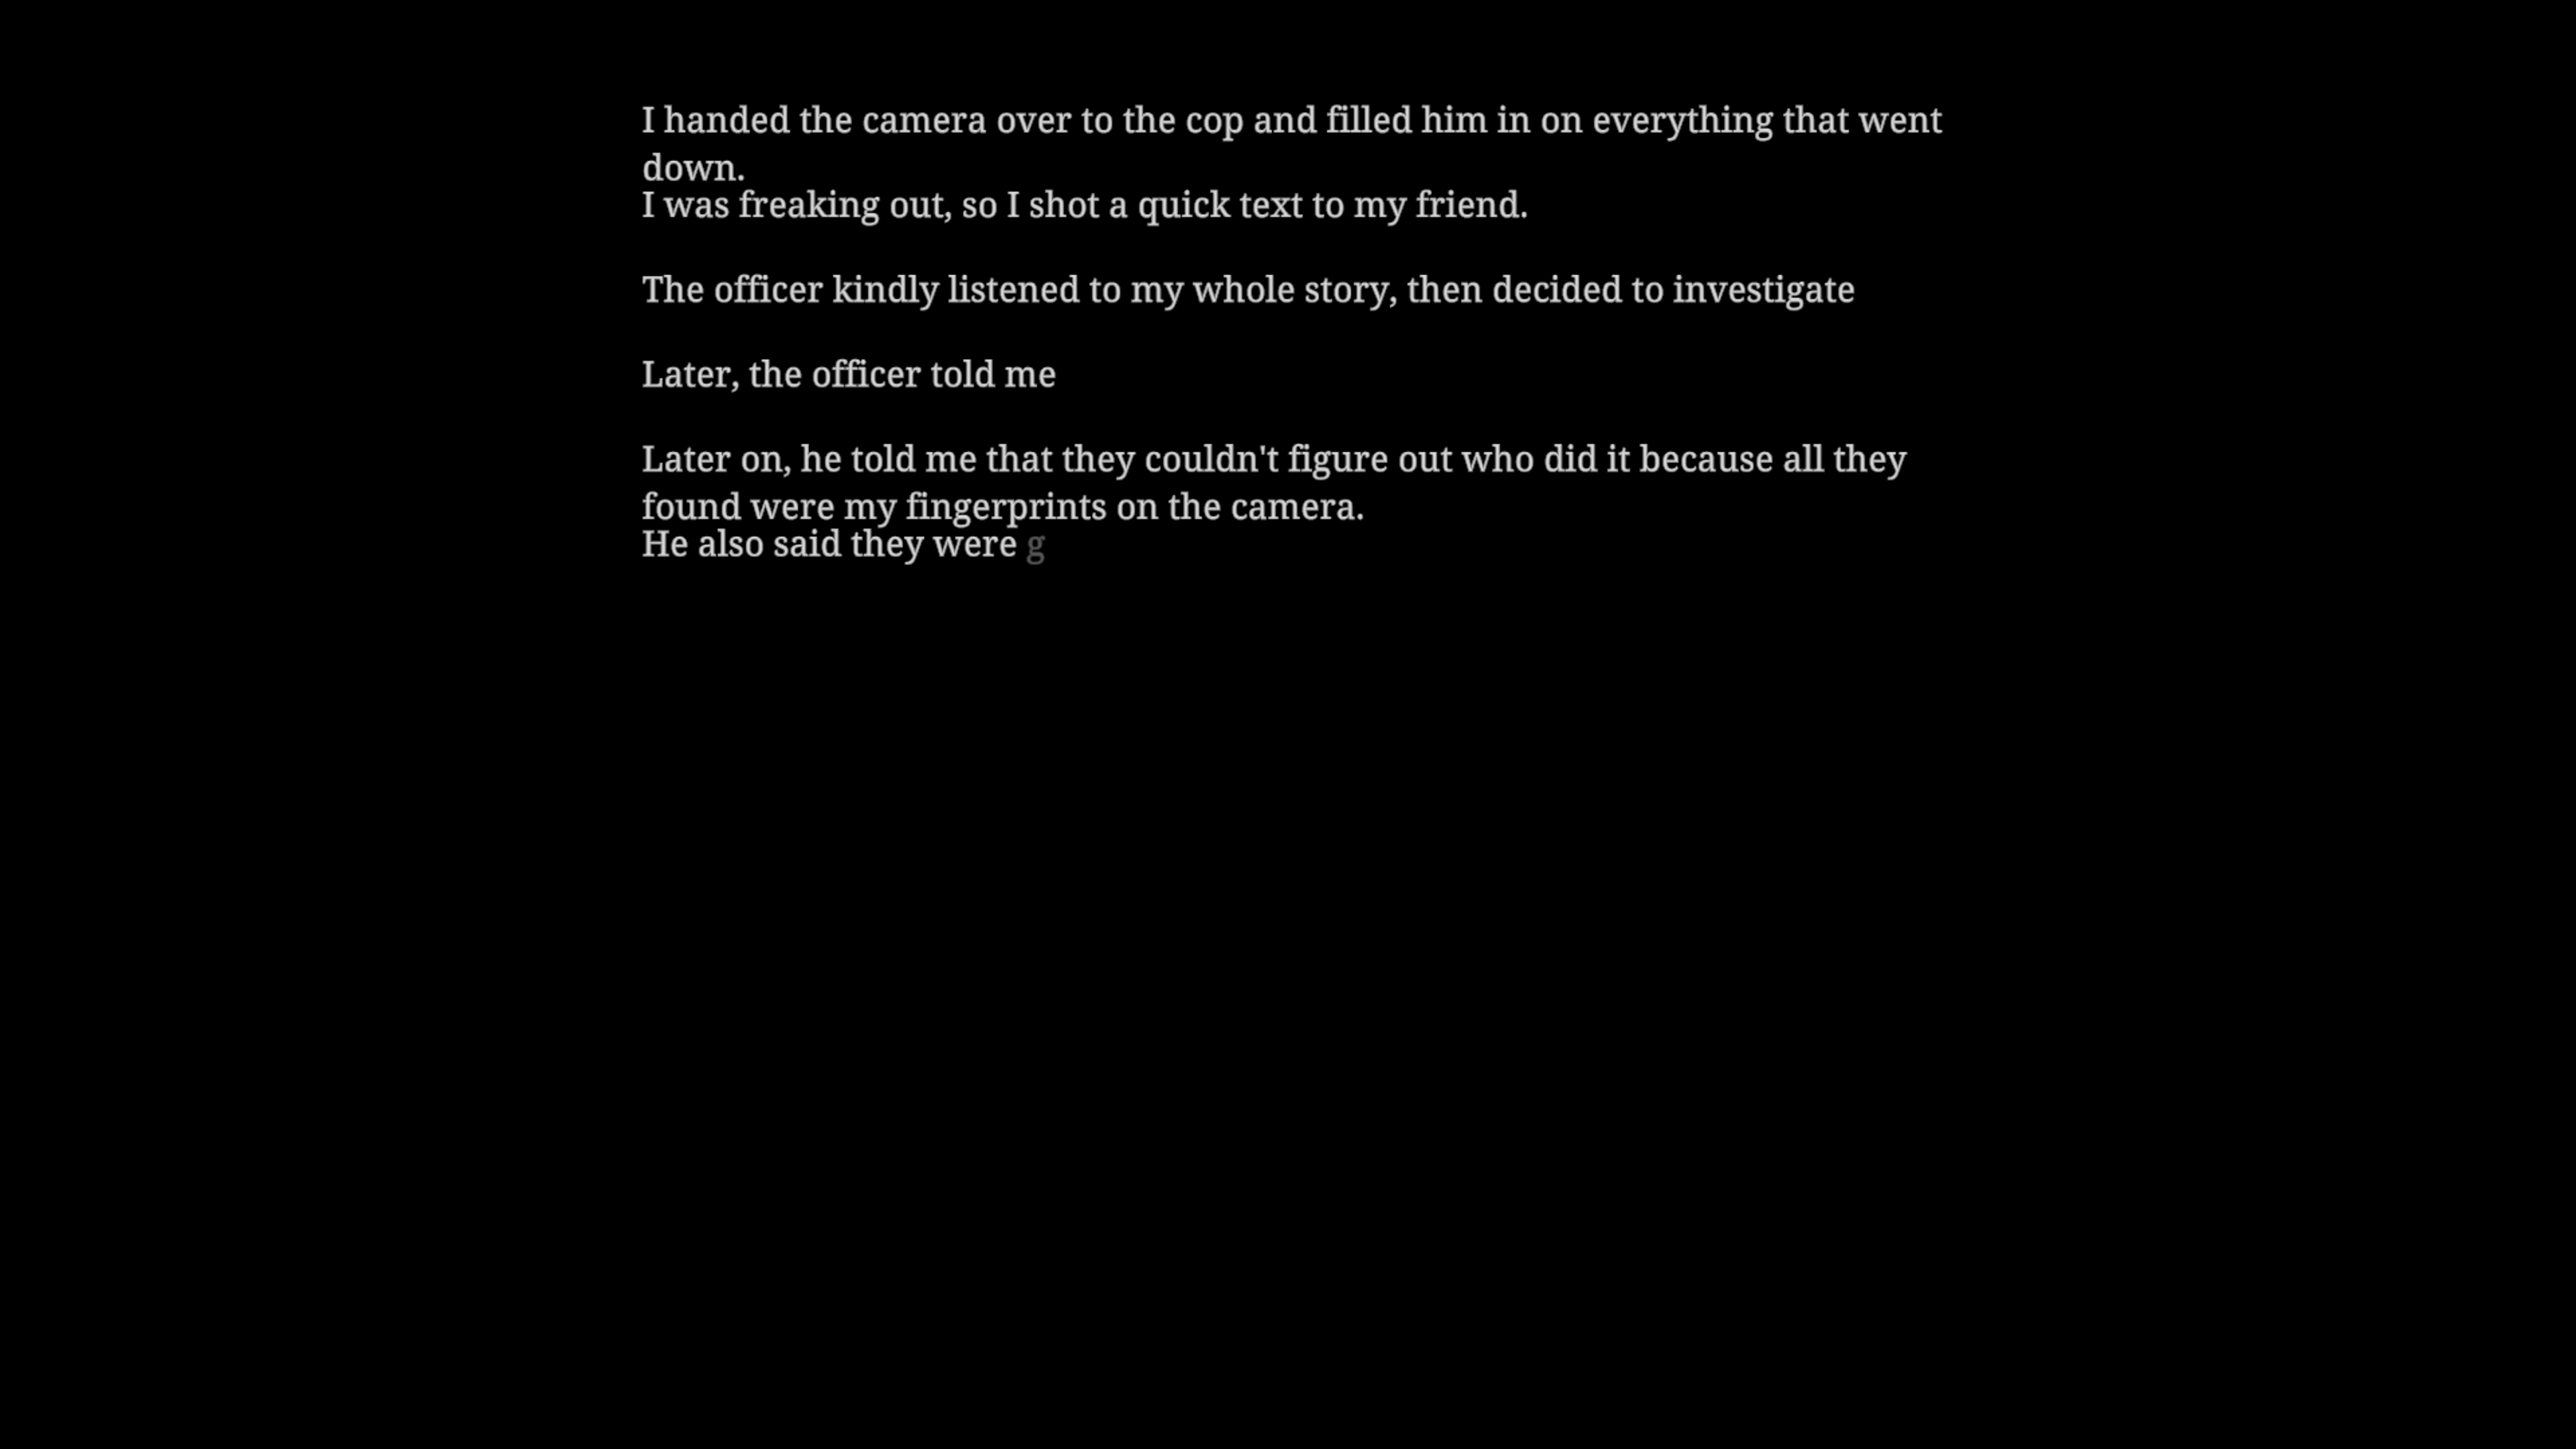 I handed the camera over to the cop and filled him in on everything that went
down.
I was freaking out, so I shot a quick text to my friend.
The officer kindly listened to my whole story, then decided to investigate
Later, the officer told me
Later on, he told me that they couldn't figure out who did it because all they
found were my fingerprints on the camera.
He also said they were g